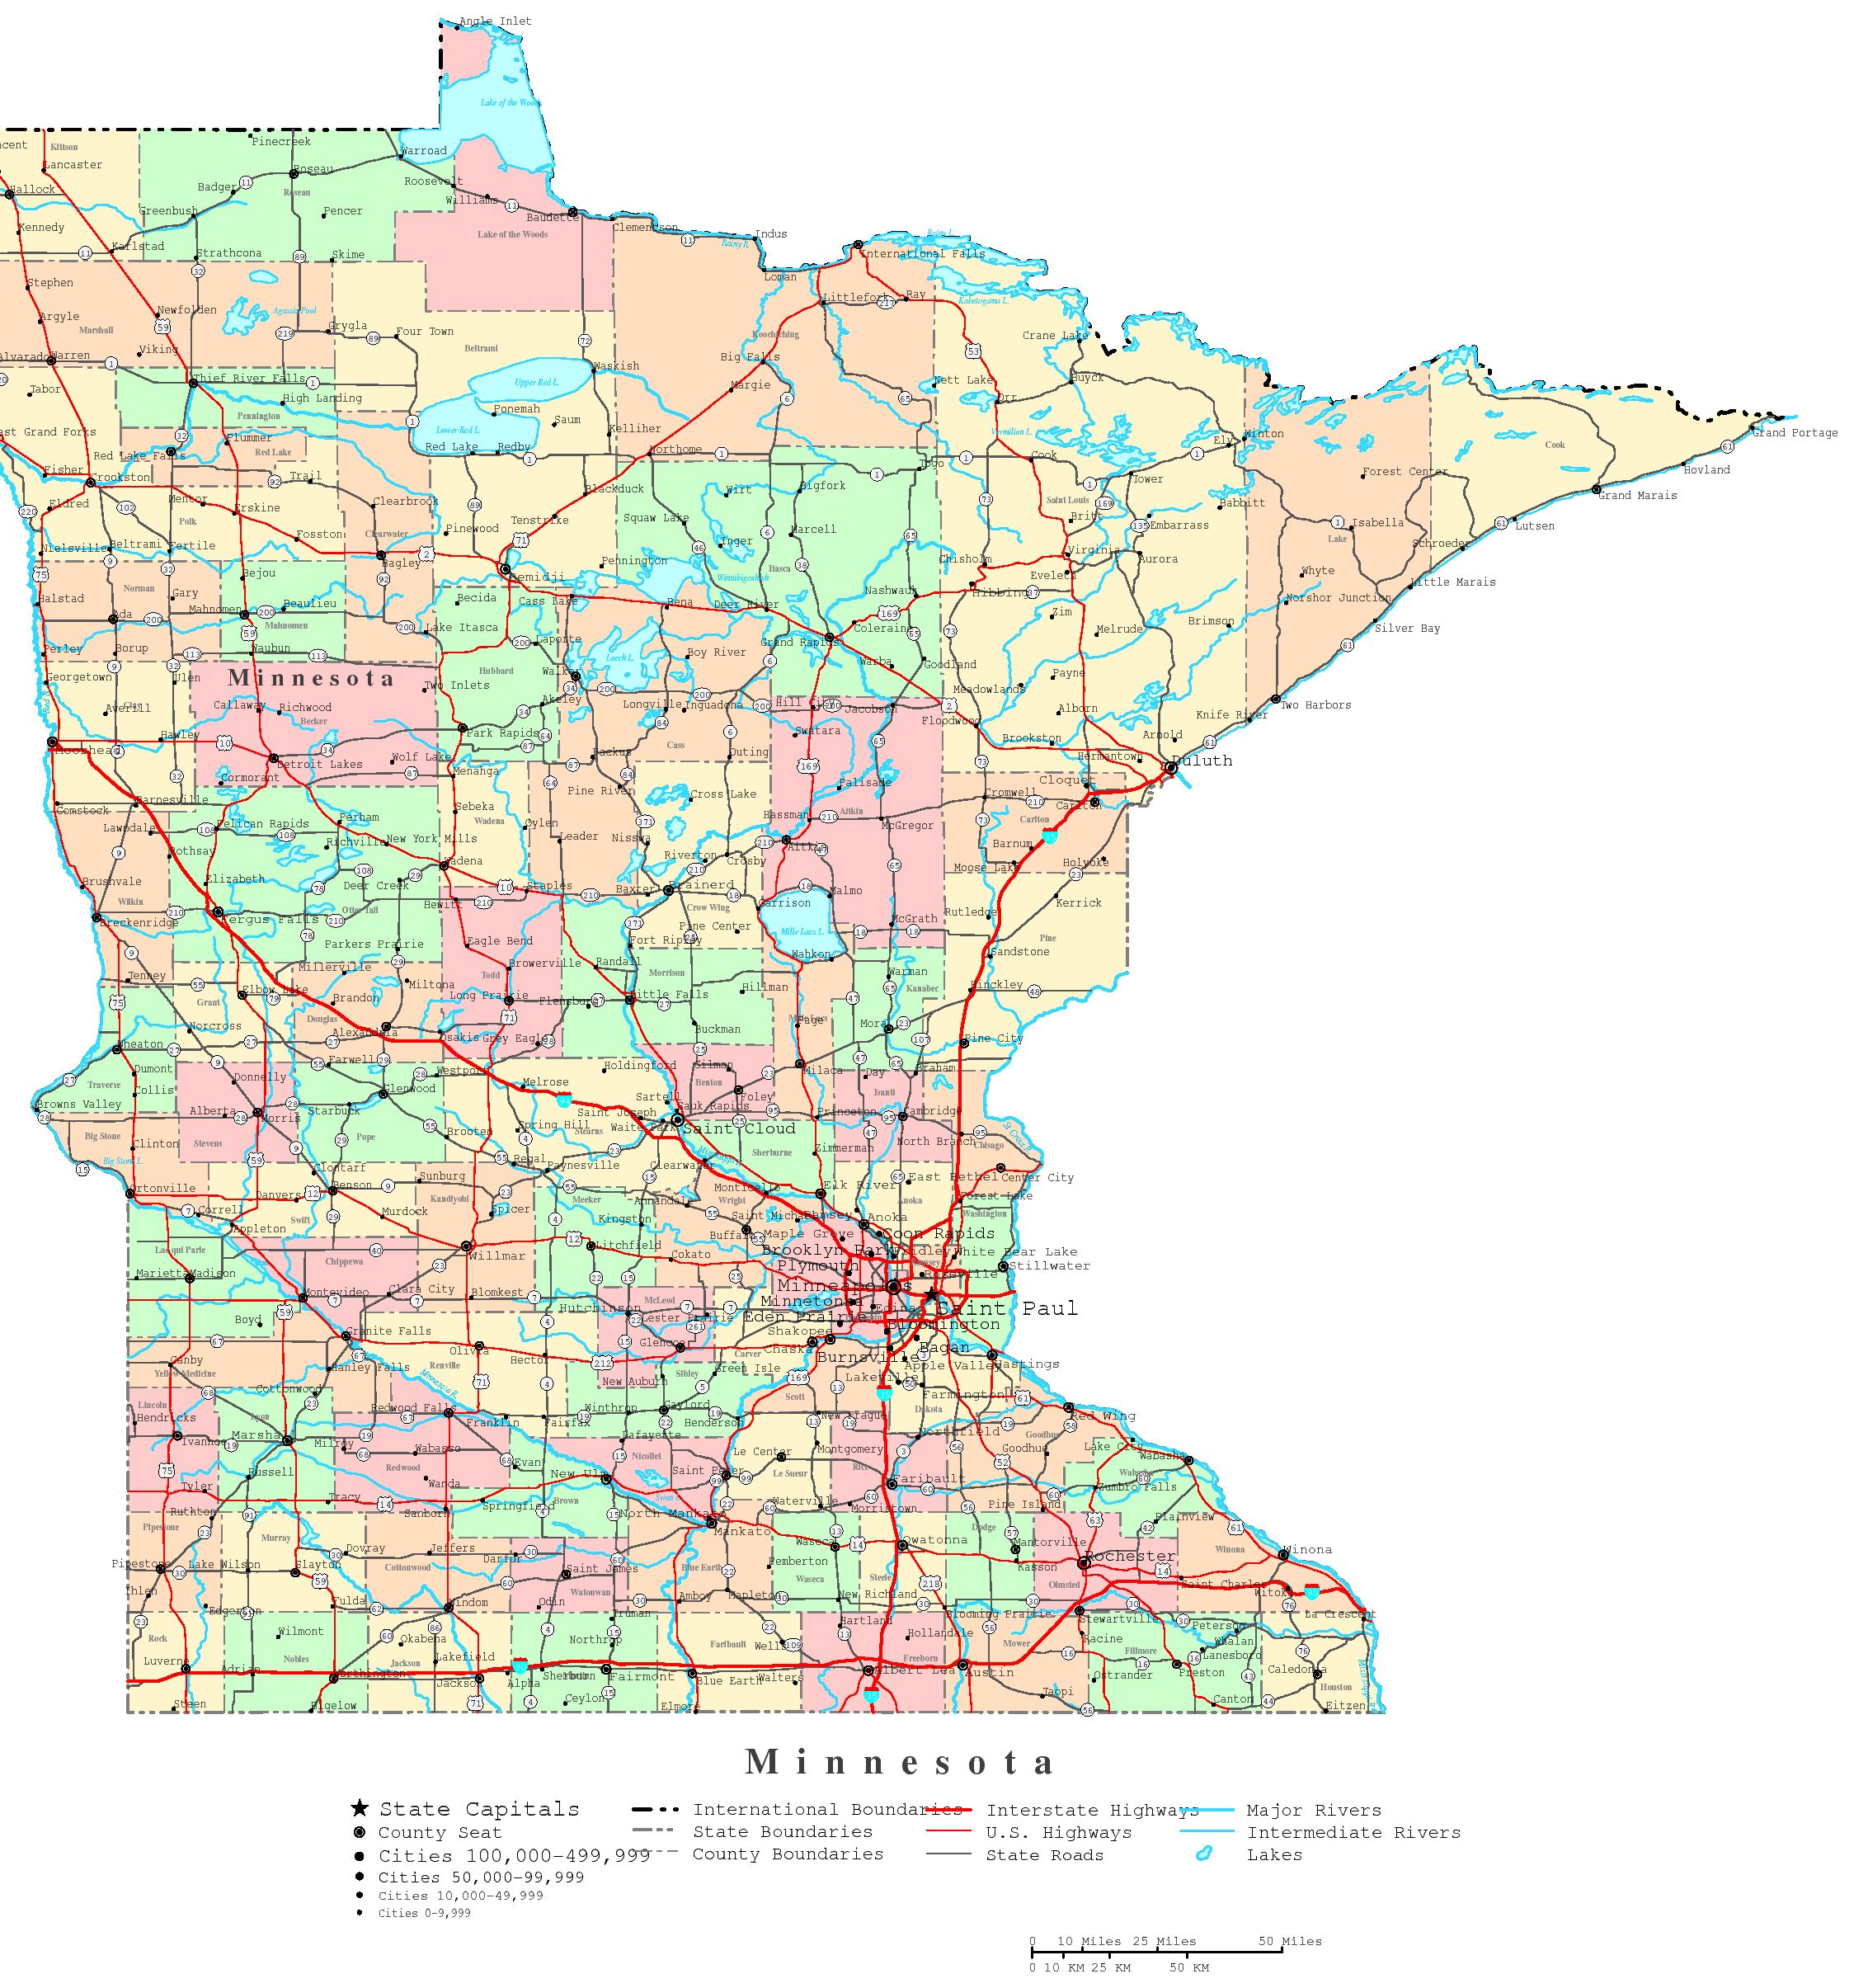 Angle Inlet
Lake of the Woods
Pinecreek
Kittson
Lancaster
Warroad
Roseau
Roosevelt
Badger
Roseau
Hallock
Williams
Greenbush
Pencer
Baudette
Kennedy
Clementson
Indus
Lake of the Woods
Rainy R.
Rainy L.
Karlstad
Strathcona
Skime
International Falls
Loman
Stephen
Littlefork
Ray
Kabetogama L.
Newfolden
Agassiz Pool
Argyle
Marshall
Grygla
Four Town
Koochiching
Crane Lake
Beltrami
Viking
Alvarado
Warren
Big Falls
Waskish
Thief River Falls
Upper Red L.
Margie
Nett Lake
Buyck
Tabor
High Landing
Orr
Ponemah
Pennington
Saum
Grand Portage
Lower Red L.
Kelliher
Vermilion L.
Winton
Plummer
Ely
Cook
Red Lake
Redby
Northome
Red Lake Falls
Red Lake
Cook
Togo
Hovland
Fisher
Forest Center
Crookston
Trail
Tower
Bigfork
Wirt
Blackduck
Grand Marais
Mentor
Clearbrook
Saint Louis
Babbitt
Eldred
Erskine
Squaw Lake
Tenstrike
Britt
Embarrass
Isabella
Lutsen
Polk
Pinewood
Marcell
Clearwater
Fosston
Lake
Nielsville
Beltrami
Fertile
Inger
Schroeder
Virginia
Aurora
Bagley
Pennington
Chisholm
Itasca
Bemidji
Winnibigoshish
Eveleth
Whyte
Bejou
Norman
Little Marais
Gary
Nashwauk
Hibbing
Halstad
Becida
Cass Lake
Bena
Deer River
Norshor Junction
Mahnomen
Beaulieu
Zim
Ada
Lake Itasca
Mahnomen
Coleraine
Melrude
Brimson
Silver Bay
Laporte
Grand Rapids
Perley
Borup
Waubun
Boy River
Leech L.
Warba
Goodland
Walker
Hubbard
Minnesota
Georgetown
Ulen
Two Inlets
Payne
Meadowlands
Averill
Callaway
Richwood
Akeley
Longville
Inguadona
Hill
Jacobson
Two Harbors
Becker
Alborn
Knife River
Floodwood
Hawley
Park Rapids
Swatara
Brookston
Arnold
Moorhead
Cass
Backus
Outing
Hermantown
Duluth
Detroit Lakes
Wolf Lake
Menahga
Cormorant
Palisade
Cloquet
Pine River
Cross Lake
Cromwell
Carlton
Barnesville
Comstock
Sebeka
Aitkin
Hassman
Carlton
McGregor
Wadena
Oylen
Lawndale
Pelican Rapids
Perham
Leader
Nisswa
New York Mills
Richville
Barnum
Aitkin
Rothsay
Riverton
Crosby
Holyoke
Moose Lake
Wadena
Brushvale
Elizabeth
Deer Creek
Staples
Baxter
Brainerd
Malmo
Wilkin
Otter Tail
Hewitt
Garrison
Kerrick
Crow Wing
Rutledge
Breckenridge
Fergus Falls
McGrath
Pine Center
Mille Lacs L.
Pine
Parkers Prairie
Eagle Bend
Fort Ripley
Wahkon
Sandstone
Millerville
Browerville
Randall
Tenney
Todd
Morrison
Warman
Miltona
Hillman
Kanabec
Elbow Lake
Grant
Brandon
Long Prairie
Flensburg
Little Falls
Hinckley
Douglas
Page
Norcross
Alexandria
Buckman
Mora
Osakis
Grey Eagle
Pine City
Wheaton
Farwell
Holdingford
Gilman
Dumont
Westport
Milaca
Day
Braham
Donnelly
Traverse
Melrose
Benton
Collis
Glenwood
Foley
Isanti
Sartell
Browns Valley
Alberta
Starbuck
Sauk Rapids
Saint Joseph
Princeton
Cambridge
Morris
Spring Hill
Waite Park
Saint Cloud
Big Stone
Pope
Brooten
Stearns
St Croix R.
Stevens
Clinton
North Branch
Chisago
Zimmerman
Sherburne
Big Stone L.
Regal
Paynesville
Clearwater
Mississippi R.
Clontarf
Sunburg
East Bethel
Center City
Ortonville
Benson
Danvers
Monticello
Elk River
Kandiyohi
Meeker
Annandale
Wright
Anoka
Forest Lake
Correll
Murdock
Spicer
Washington
Appleton
Swift
Kingston
Saint Michael
Ramsey
Anoka
Buffalo
Maple Grove
Coon Rapids
Lac qui Parle
Litchfield
Brooklyn Park
Fridley
White Bear Lake
Willmar
Cokato
Chippewa
Ramsey
Stillwater
Marietta
Madison
Plymouth
Roseville
Minneapolis
Clara City
Montevideo
Blomkest
McLeod
Minnetonka
Edina
Saint Paul
Hutchinson
Lester Prairie
Eden Prairie
Boyd
Bloomington
Granite Falls
Shakopee
Glencoe
Eagan
Chaska
Olivia
Carver
Burnsville
Hector
Canby
Hanley Falls
Renville
Green Isle
Apple Valley
Hastings
Yellow Medicine
Sibley
New Auburn
Lakeville
Cottonwood
Minnesota R.
Farmington
Scott
Lincoln
Redwood Falls
Winthrop
Gaylord
Dakota
Hendricks
Lyon
Franklin
Fairfax
Henderson
New Prague
Red Wing
Ivanhoe
Marshall
Milroy
Lafayette
Northfield
Goodhue
Wabasso
Le Center
Montgomery
Goodhue
Lake City
Wabasha
Nicollet
Evan
Redwood
Russell
Saint Peter
Le Sueur
Rice
Wabasha
New Ulm
Faribault
Wanda
Zumbro Falls
Tyler
Tracy
Brown
Swan L.
Waterville
Springfield
Morristown
Pine Island
Ruthton
Sanborn
North Mankato
Plainview
Pipestone
Murray
Mankato
Dodge
Waseca
Owatonna
Mantorville
Winona
Winona
Dovray
Jeffers
Darfur
Pipestone
Lake Wilson
Slayton
Cottonwood
Saint James
Blue Earth
Pemberton
Kasson
Rochester
Waseca
Steele
Olmsted
Saint Charles
Watonwan
Witoka
Ihlen
Amboy
Mapleton
New Richland
Fulda
Windom
Odin
Edgerton
Truman
Blooming Prairie
La Crescent
Stewartville
Hartland
Peterson
Wilmont
Rock
Okabena
Northrop
Faribault
Wells
Hollandale
Mower
Racine
Whalan
Fillmore
Lanesboro
Luverne
Nobles
Jackson
Lakefield
Freeborn
Adrian
Worthington
Sherburn
Fairmont
Blue Earth
Walters
Albert Lea
Austin
Ostrander
Preston
Caledonia
Jackson
Alpha
Houston
Taopi
Steen
Bigelow
Ceylon
Elmore
Canton
Eitzen
Minnesota
State Capitals
County Seat
Cities 100,000-499,999
Cities 50,000-99,999
Cities 10,000-49,999
Cities 0-9,999
International Boundaries
State Boundaries
County Boundaries
Interstate Highways
U.S. Highways
State Roads
Major Rivers
Intermediate Rivers
Lakes
0 10 Miles 25 Miles 50 Miles
0 10 KM 25 KM 50 KM